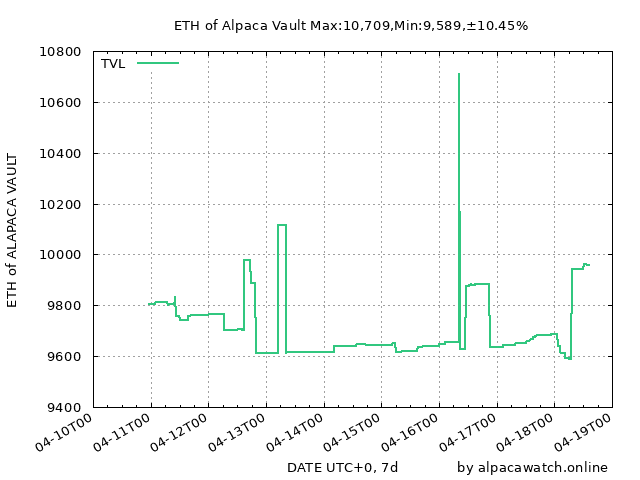 ETH of Alpaca Vault Max:10,709,Min:9,589,±10.45%
TVL
ETH of ALAPACA VAULT
10800
10600
10400
10200
10000
9800
9600
9400
04-10T00
04-11T00
04-12T00
04-13T00
04-14T00
04-15T00
04-16T00
04-17T00
04-18T00
04-19T00
DATE UTC+0, 7d
by alpacawatch.online